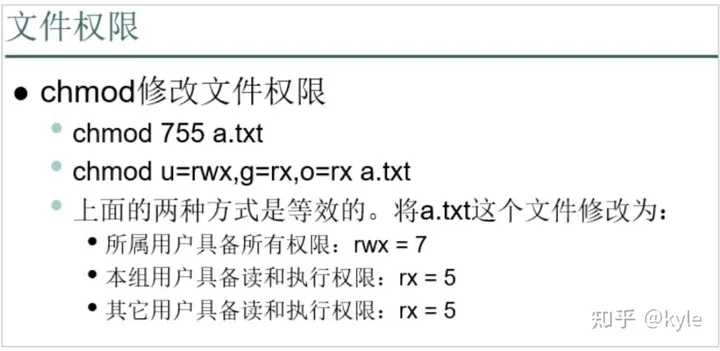 文件权限
chmod修改文件权限
chmod 755 a.txt
chmod u=rwx,g=rx,o=rx a.txt
上面的两种方式是等效的。将a.txt这个文件修改为：
所属用户具备所有权限：rwx = 7
本组用户具备读和执行权限：rx = 5
其它用户具备读和执行权限：rx = 5
知乎 @kyle